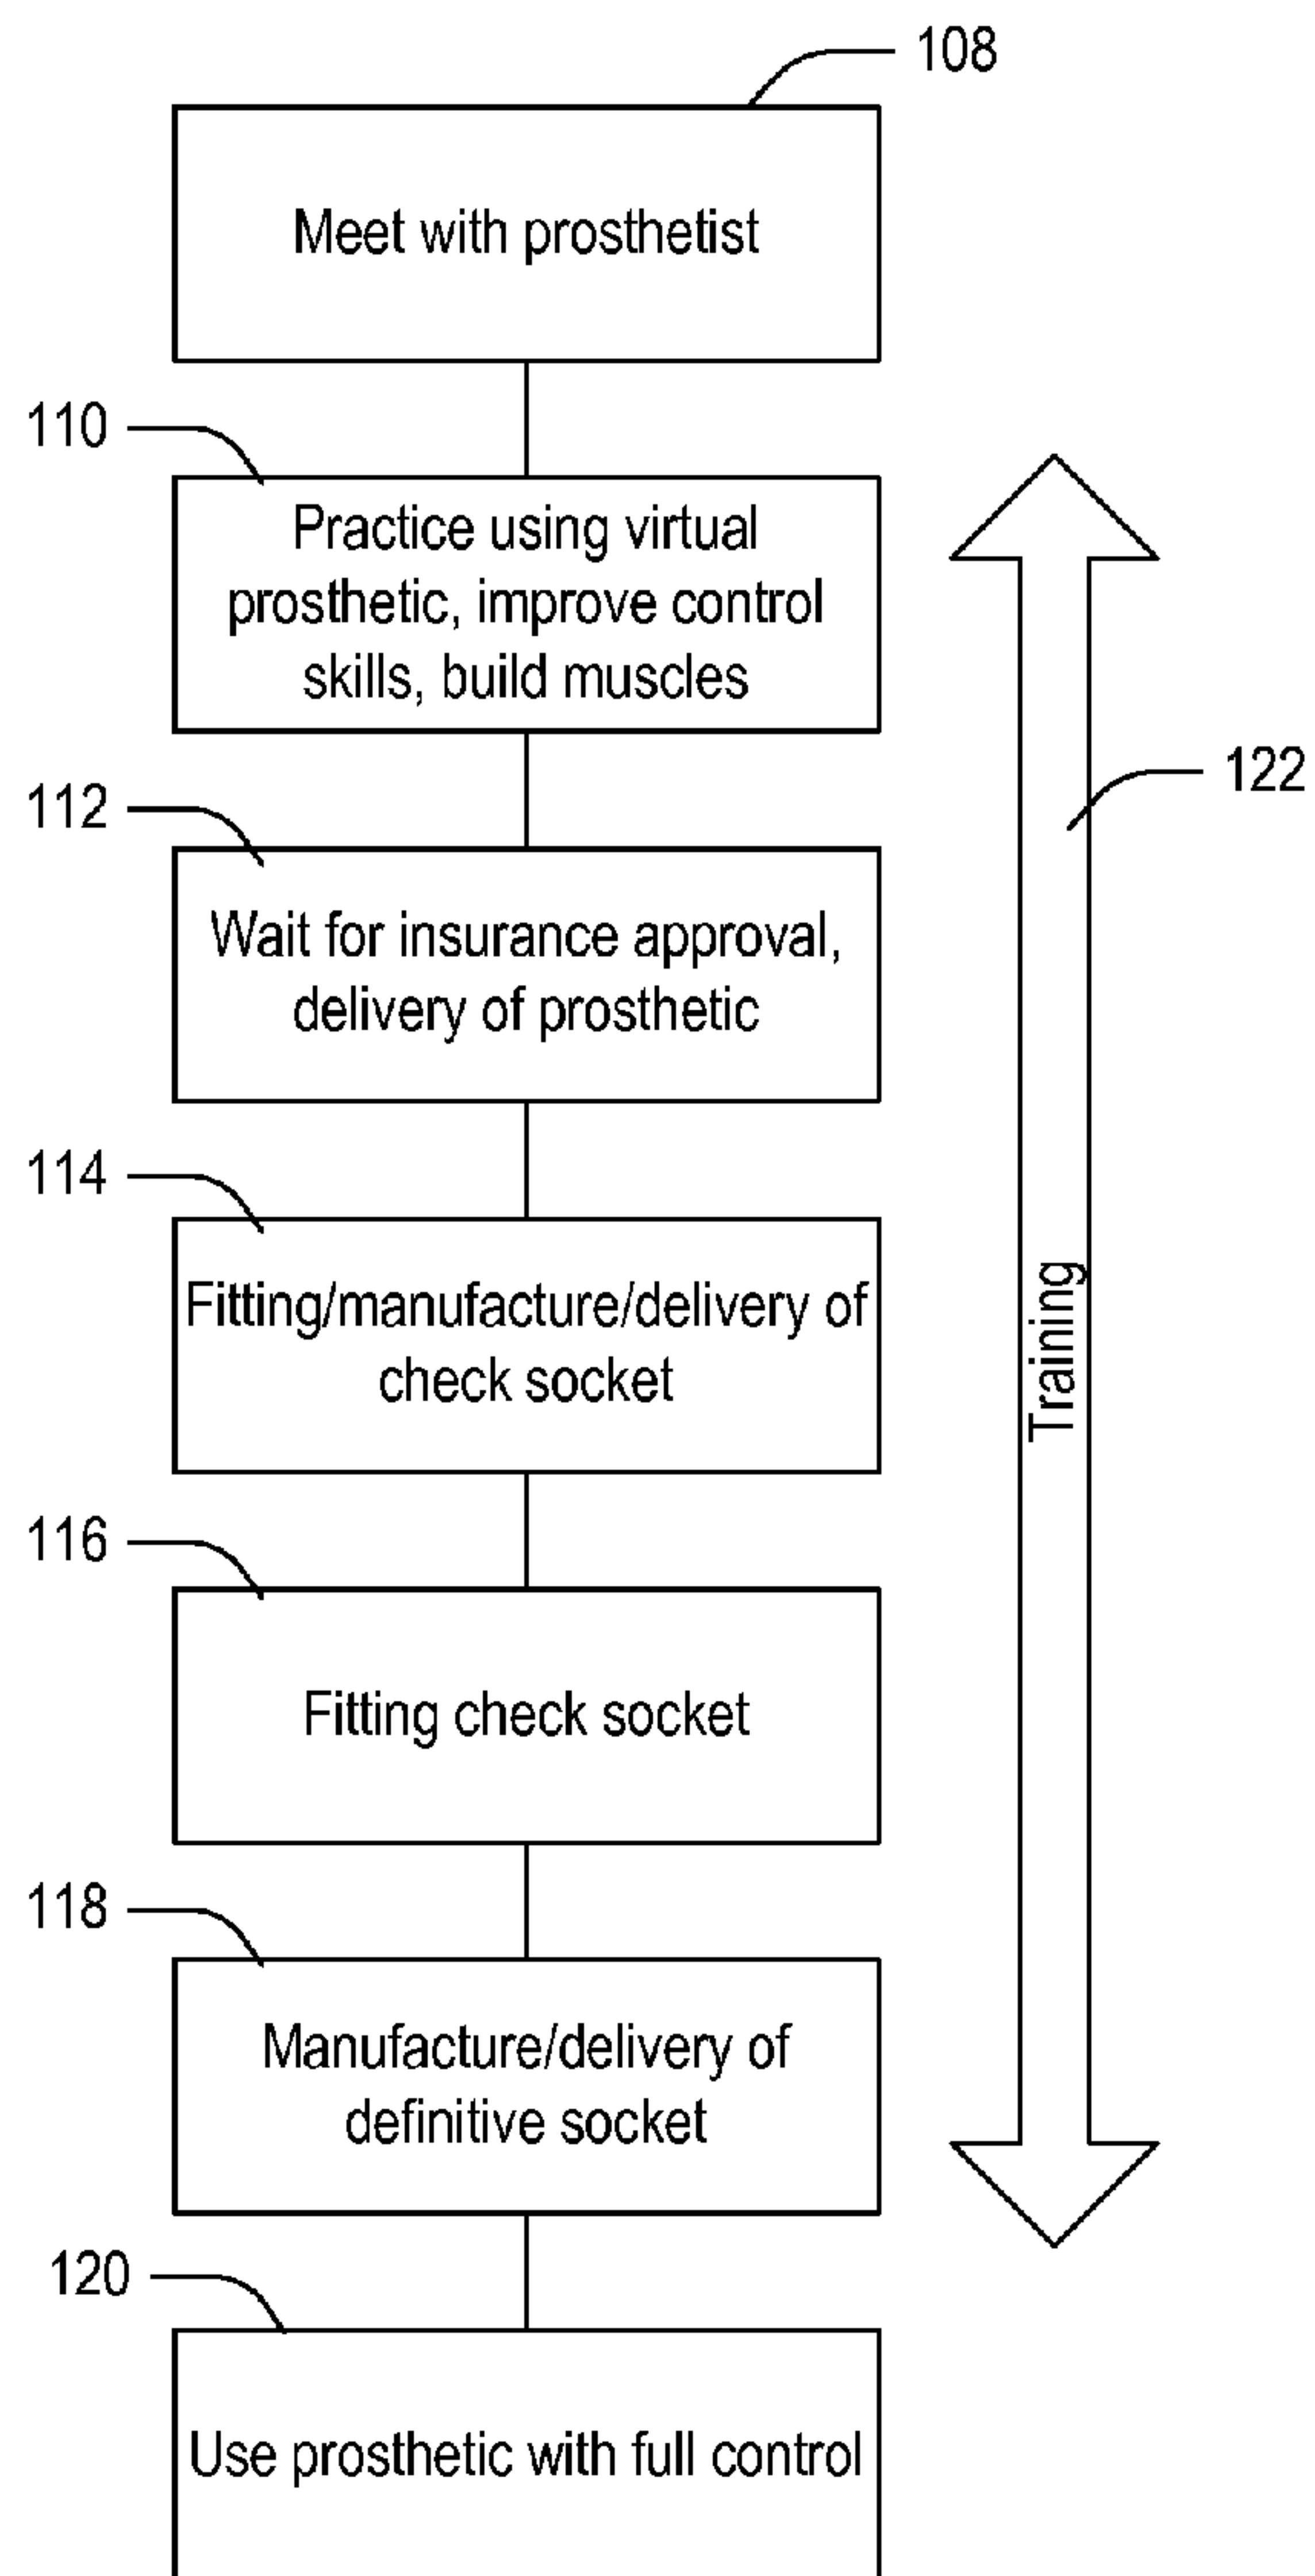 108
Meet with prosthetist
110
Practice using virtual
prosthetic, improve control
skills, build muscles
122
112
Wait for insurance approval,
delivery of prosthetic
114
Fitting/manufacture/delivery of
check socket
Training
116
Fitting check socket
118
Manufacture/delivery of
definitive socket
120
Use prosthetic with full control